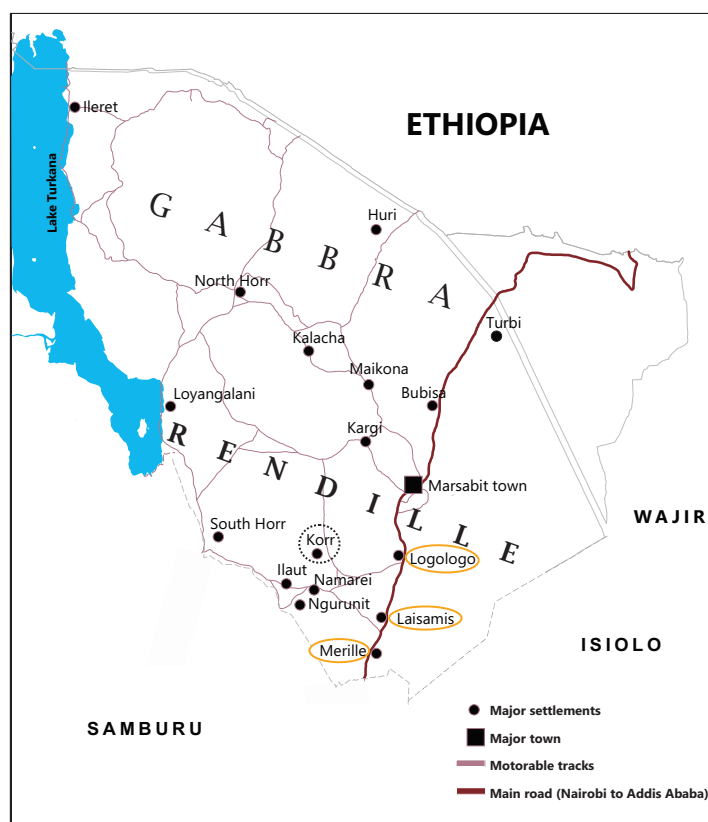 ETHIOPIA
Ileret
Lake Turkana
GABBRA
Huri
North Horr
Turbi
Kalacha
Maikona
Loyangalani
Bubisa
Kargi
RENDILLE
Marsabit town
WAJIR
South Horr
Korr
Logologo
Ilaut
Namarei
Ngurunit
Laisamis
Merille
ISIOLO
SAMBURU
Major settlements
Major town
Motorable tracks
Main road (Nairobi to Addis Ababa)